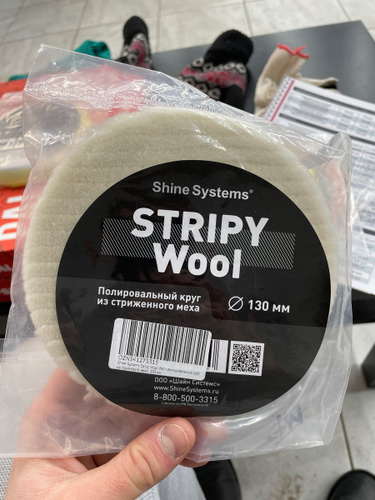 Shine Systems®
STRIPY
Wool
Полировальный круг
из стриженного меха
130 мм
OZN341275315
ООО «Шайн Системс»
www.ShineSystems.ru
8-800-500-3315